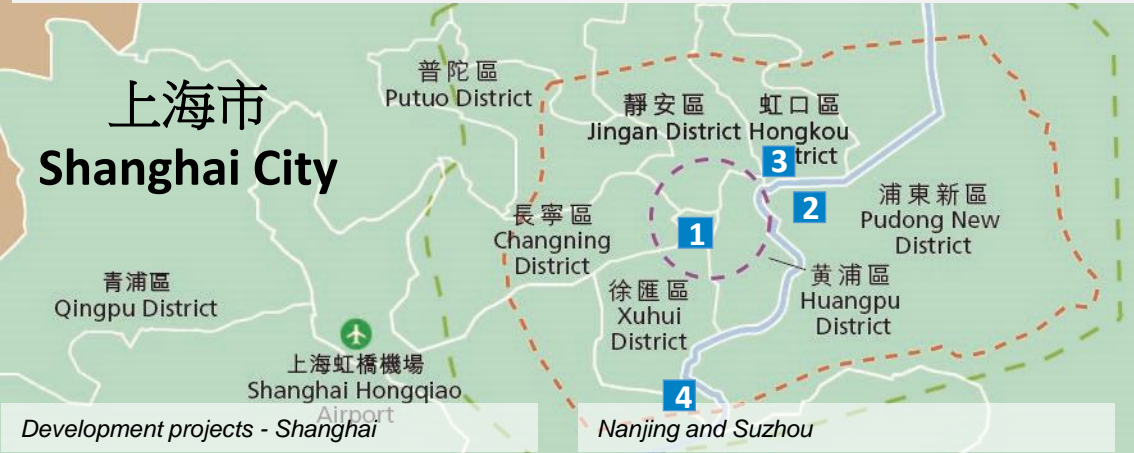 上海市
Shanghai City
普陀區
Putuo District
靜安區
Jingan District
虹口區
Hongkou
trict
3
2
1
4
長寧區
Changning
District
浦東新區
Pudong New
District
青浦區
Qingpu District
徐匯區
Xuhui
District
黄浦區
Huangpu
District
上海虹橋機場
Shanghai Hongqiao
Airport
Development projects - Shanghai
Nanjing and Suzhou